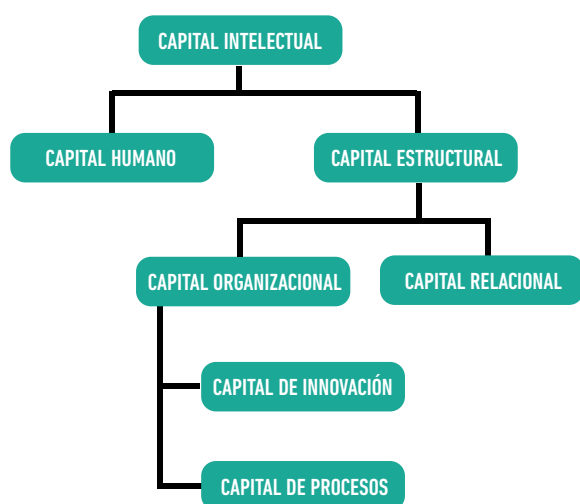 CAPITAL INTELECTUAL
CAPITAL HUMANO
CAPITAL ESTRUCTURAL
CAPITAL ORGANIZACIONAL
CAPITAL RELACIONAL
CAPITAL DE INNOVACIÓN
CAPITAL DE PROCESOS